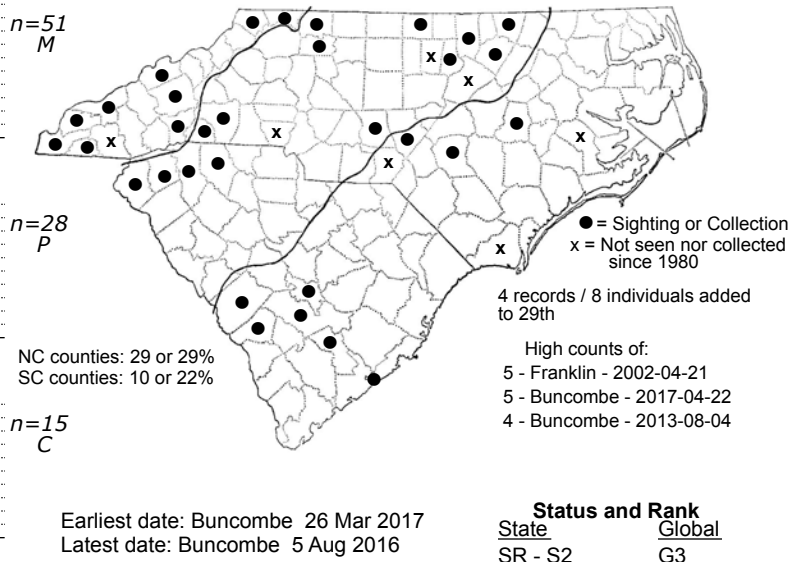 n=51
M
n=28
P
n=15
C
● = Sighting or Collection
x = Not seen nor collected
since 1980
4 records / 8 individuals added
to 29th
NC counties: 29 or 29%
SC counties: 10 or 22%
High counts of:
5 - Franklin - 2002-04-21
5 - Buncombe - 2017-04-22
4 - Buncombe - 2013-08-04
Earliest date: Buncombe 26 Mar 2017
Latest date: Buncombe 5 Aug 2016
Status and Rank
State Global
SR - S2 G3
x
x
x
x
x
x
x